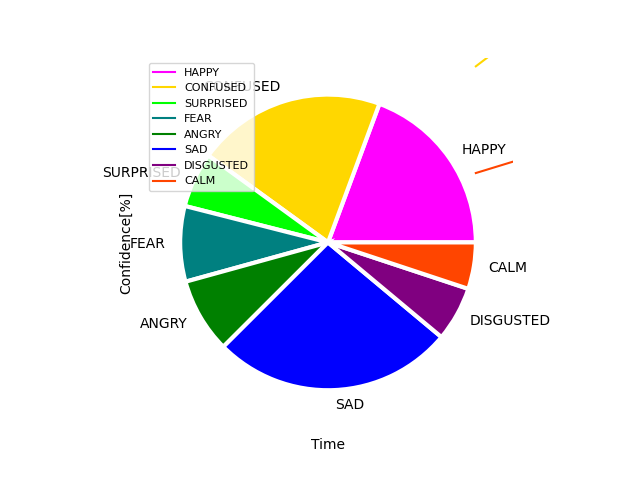 HAPPY
CONFUSED
SURPRISED
FEAR
ANGRY
SAD
DISGUSTED
CALM
CONFUSED
HAPPY
SURPRISED
Confidence[%]
FEAR
CALM
ANGRY
DISGUSTED
SAD
Time